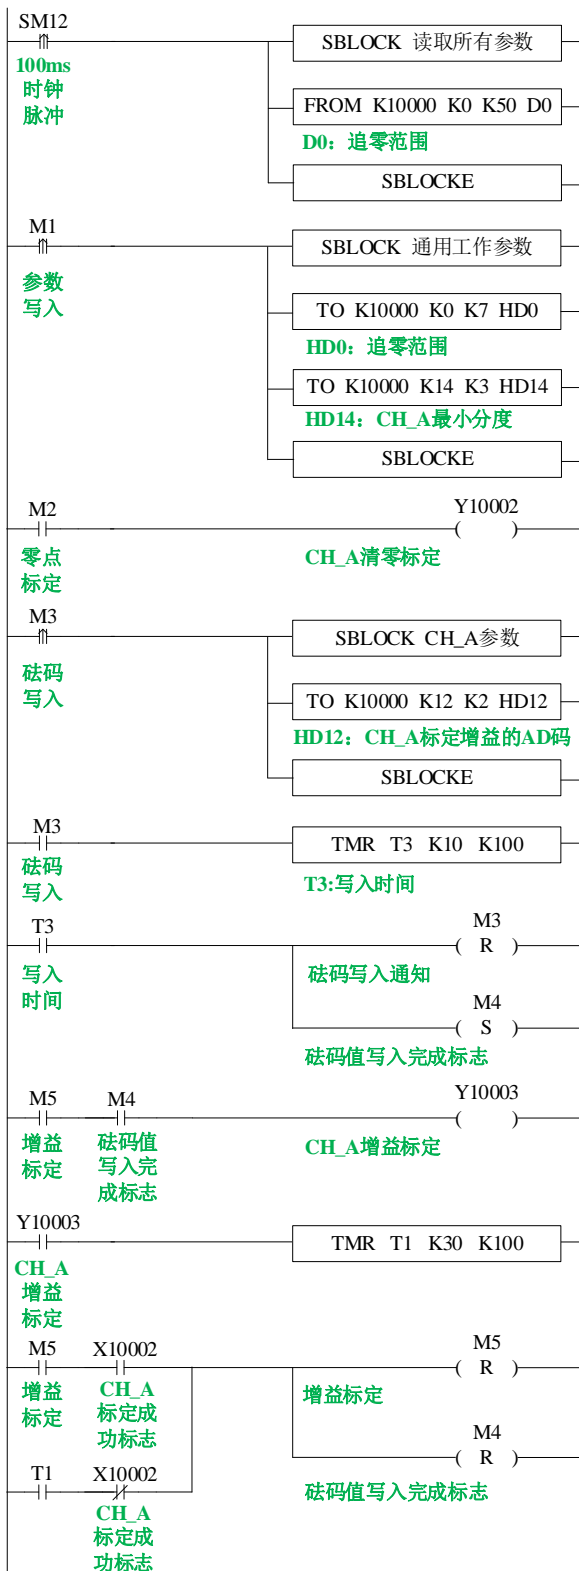 SM12
100ms
时钟
脉冲
SBLOCK 读取所有参数
FROM K10000 K0 K50 D0
D0：追零范围
SBLOCKE
M1
参数
写入
SBLOCK 通用工作参数
TO K10000 K0 K7 HD0
HD0：追零范围
TO K10000 K14 K3 HD14
HD14：CH_A最小分度
SBLOCKE
M2
Y10002
( )
零点
标定
CH_A清零标定
M3
砝码
写入
SBLOCK CH_A参数
TO K10000 K12 K2 HD12
HD12：CH_A标定增益的AD码
SBLOCKE
M3
砝码
写入
TMR T3 K10 K100
T3:写入时间
T3
写入
时间
M3
( R )
砝码写入通知
M4
( S )
砝码值写入完成标志
M5
增益
标定
M4
砝码值
写入完
成标志
Y10003
( )
CH_A增益标定
Y10003
CH_A
增益
标定
TMR T1 K30 K100
M5
增益
标定
X10002
CH_A
标定成
功标志
M5
( R )
增益标定
M4
( R )
砝码值写入完成标志
T1
X10002
CH_A
标定成
功标志